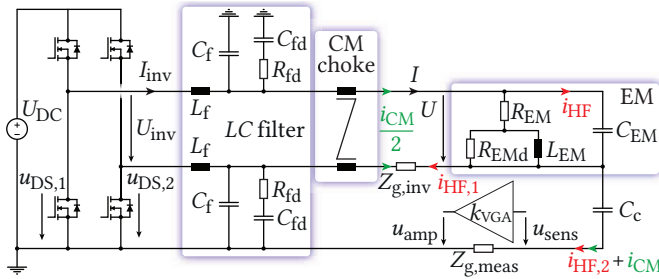 C_f
C_fd
R_fd
CM
choke
I_inv
I
i_HF
EM
U_DC
L_f
i_CM
2
U
R_EM
C_EM
U_inv
LC filter
L_f
R_EMd
L_EM
u_DS,1
u_DS,2
C_f
R_fd
C_fd
Z_g,inv
i_HF,1
k_VGA
C_c
u_amp
u_sens
Z_g,meas
i_HF,2 + i_CM